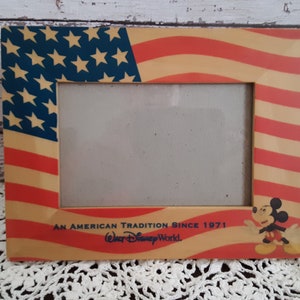 AN AMERICAN TRADITION SINCE 1971
Walt Disney World